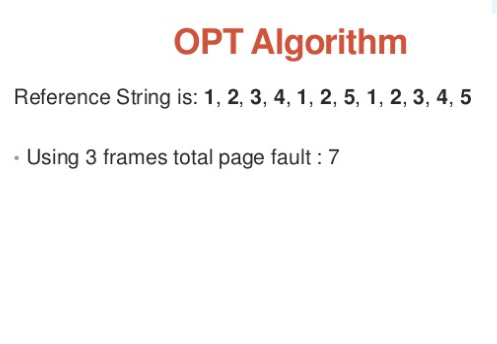 OPT Algorithm
Reference String is: 1, 2, 3, 4, 1, 2, 5, 1, 2, 3, 4, 5
• Using 3 frames total page fault : 7